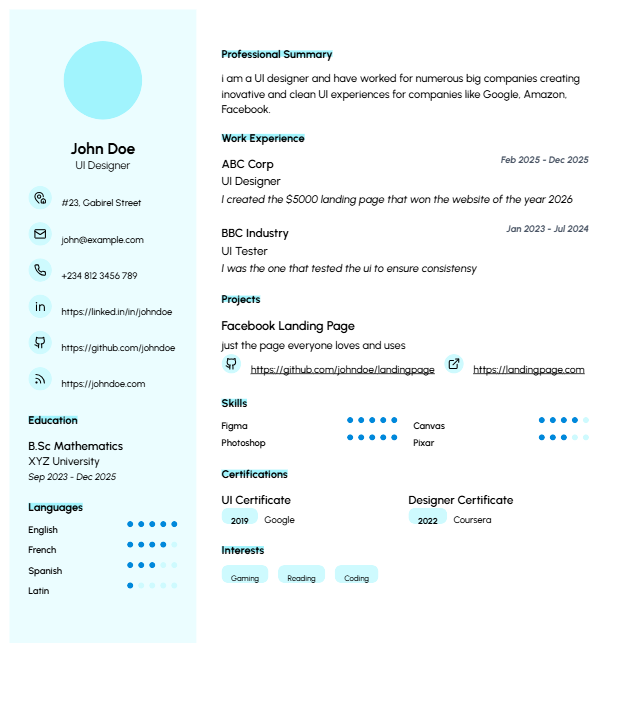 John Doe
UI Designer
#23, Gabirel Street
john@example.com
+234 812 3456 789
https://linked.in/in/johndoe
https://github.com/johndoe
https://johndoe.com
Education
B.Sc Mathematics
XYZ University
Sep 2023 - Dec 2025
Languages
English
French
Spanish
Latin
Professional Summary
i am a UI designer and have worked for numerous big companies creating
inovative and clean UI experiences for companies like Google, Amazon,
Facebook.
Work Experience
ABC Corp Feb 2025 - Dec 2025
UI Designer
I created the $5000 landing page that won the website of the year 2026
BBC Industry Jan 2023 - Jul 2024
UI Tester
I was the one that tested the ui to ensure consistensy
Projects
Facebook Landing Page
just the page everyone loves and uses
https://github.com/johndoe/landingpage https://landingpage.com
Skills
Figma Canvas
Photoshop Pixar
Certifications
UI Certificate Designer Certificate
2019 Google 2022 Coursera
Interests
Gaming Reading Coding